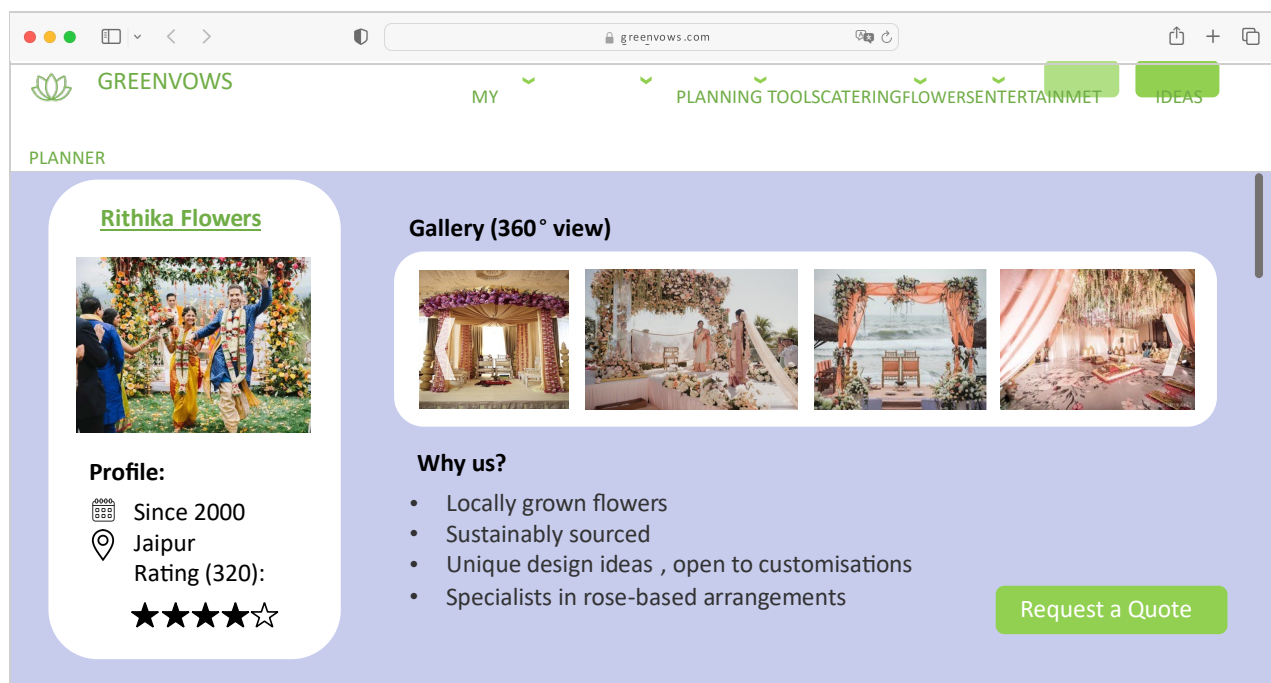 greenvows.com
GREENVOWS
MY PLANNING TOOLSCATERINGFLOWERSENTERTAINMET IDEAS
PLANNER
Rithika Flowers
Gallery (360° view)
Profile:
Since 2000
Jaipur
Rating (320):
Why us?
• Locally grown flowers
• Sustainably sourced
• Unique design ideas , open to customisations
• Specialists in rose-based arrangements
Request a Quote